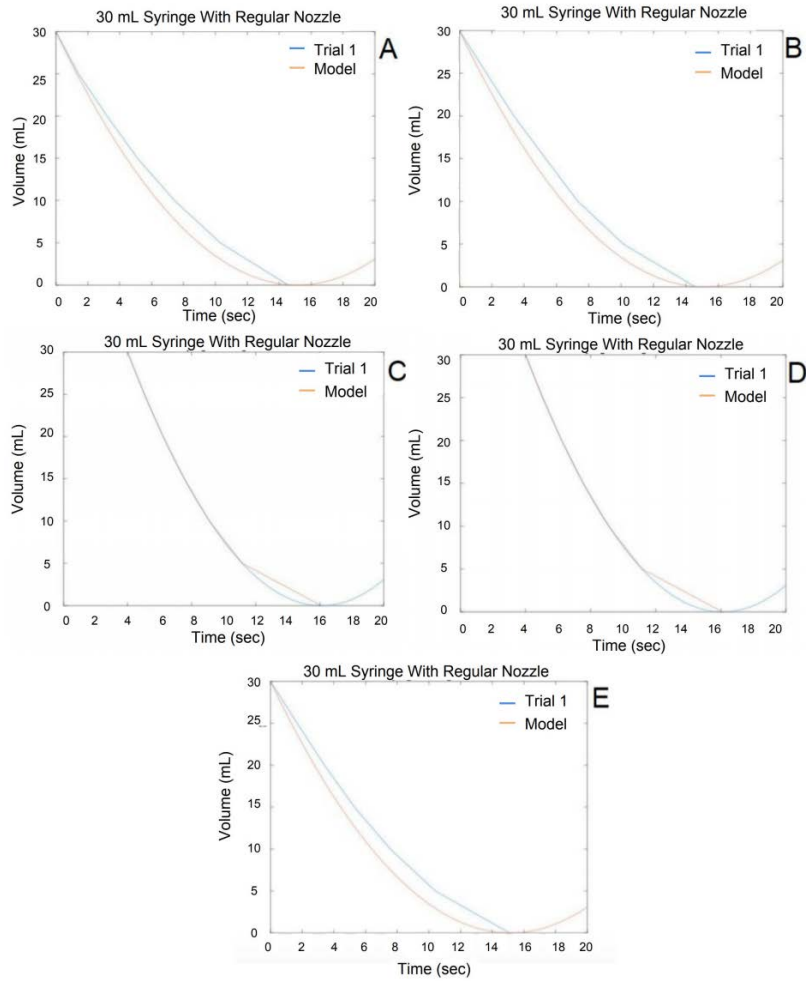 30 mL Syringe With Regular Nozzle
A
Trial 1
Model
Volume (mL)
30
25
20
15
10
5
0
0 2 4 6 8 10 12 14 16 18 20
Time (sec)
30 mL Syringe With Regular Nozzle
B
Trial 1
Model
Volume (mL)
30
25
20
15
10
5
0
0 2 4 6 8 10 12 14 16 18 20
Time (sec)
30 mL Syringe With Regular Nozzle
C
Trial 1
Model
Volume (mL)
30
25
20
15
10
5
0
0 2 4 6 8 10 12 14 16 18 20
Time (sec)
30 mL Syringe With Regular Nozzle
D
Trial 1
Model
Volume (mL)
30
25
20
15
10
5
0
0 2 4 6 8 10 12 14 16 18 20
Time (sec)
30 mL Syringe With Regular Nozzle
E
Trial 1
Model
Volume (mL)
30
25
20
15
10
5
0
0 2 4 6 8 10 12 14 16 18 20
Time (sec)